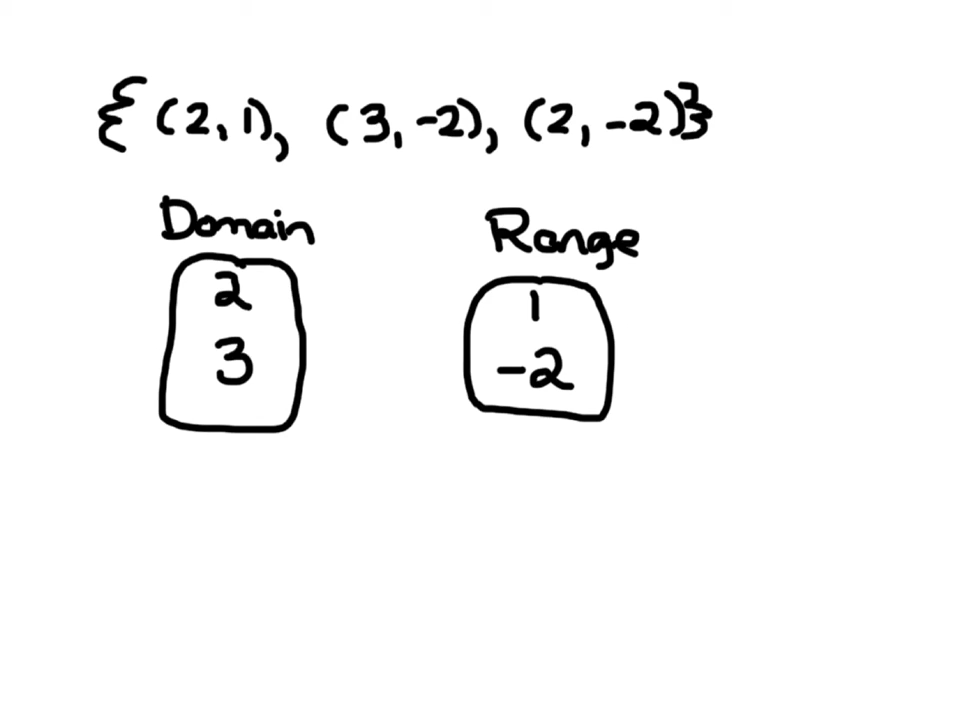 {(2, 1), (3, -2), (2, -2)}
Domain Range
2 1
3 -2